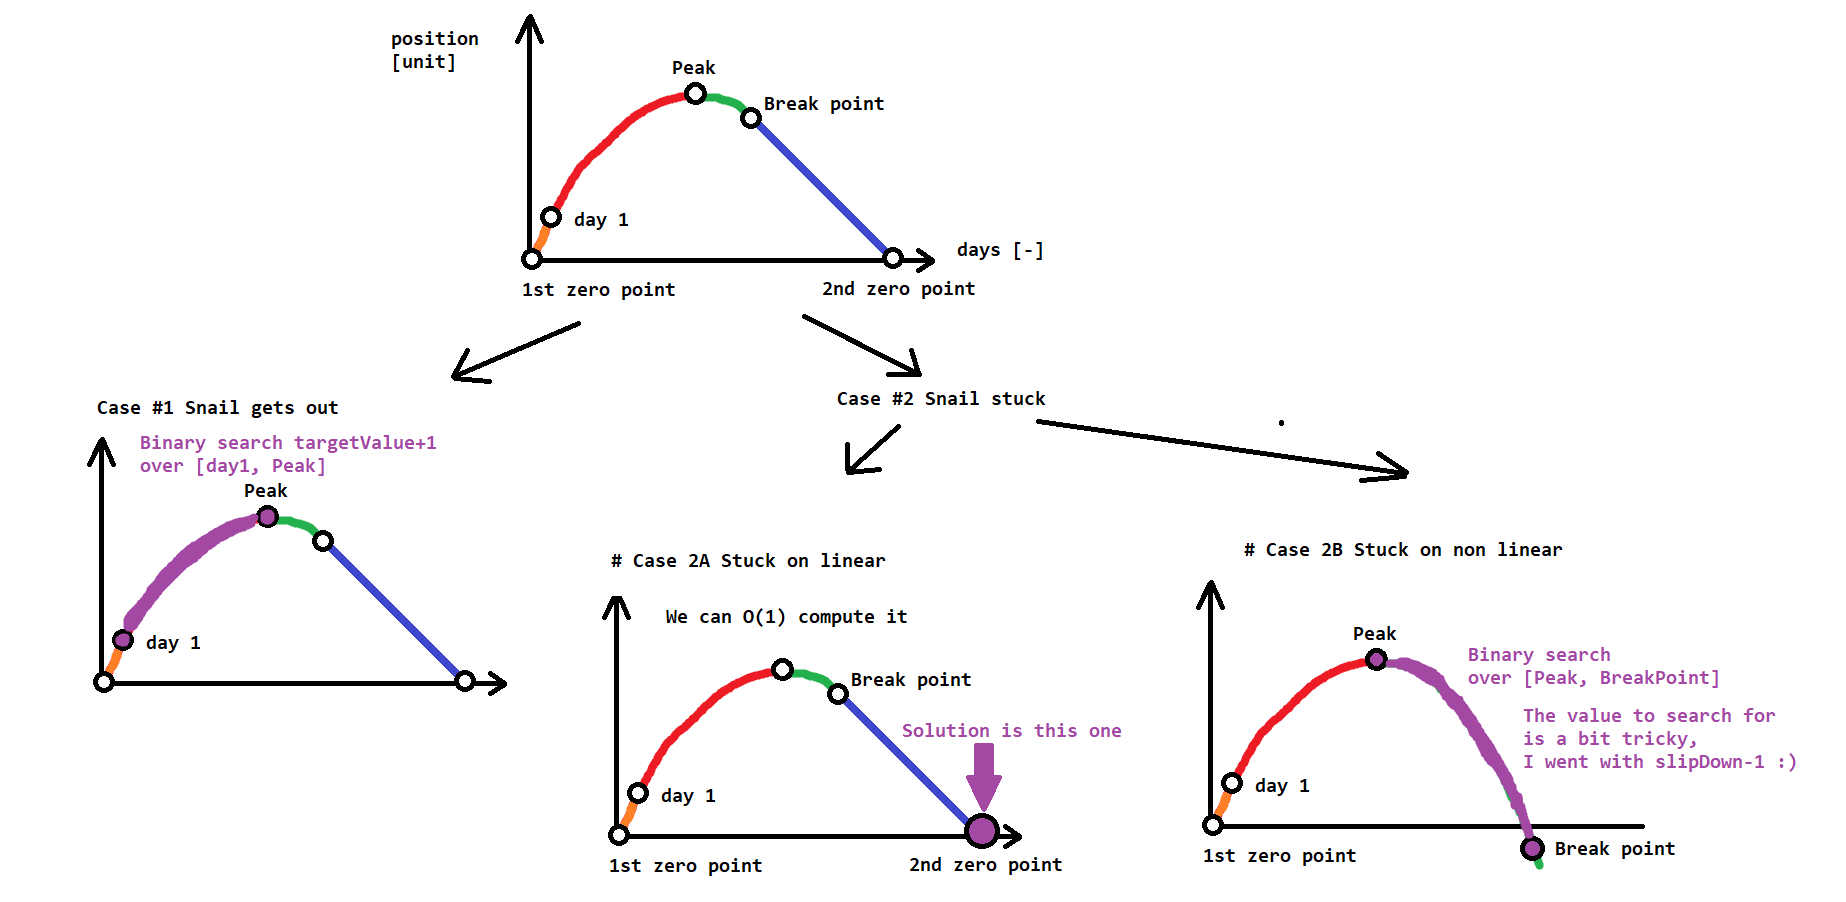 position
[unit]
Peak
Break point
day 1
days [-]
1st zero point
2nd zero point
Case #1 Snail gets out
Binary search targetValue+1
over [day1, Peak]
Peak
day 1
Case #2 Snail stuck
# Case 2A Stuck on linear
We can O(1) compute it
Break point
Solution is this one
day 1
1st zero point
2nd zero point
# Case 2B Stuck on non linear
Peak
Binary search
over [Peak, BreakPoint]
The value to search for
is a bit tricky,
I went with slipDown-1 :)
day 1
1st zero point
Break point